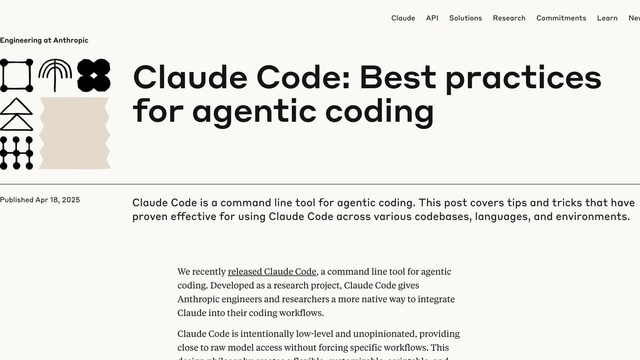 Claude API Solutions Research Commitments Learn
Engineering at Anthropic
Claude Code: Best practices
for agentic coding
Published Apr 18, 2025
Claude Code is a command line tool for agentic coding. This post covers tips and tricks that have
proven effective for using Claude Code across various codebases, languages, and environments.
We recently released Claude Code, a command line tool for agentic
coding. Developed as a research project, Claude Code gives
Anthropic engineers and researchers a more native way to integrate
Claude into their coding workflows.
Claude Code is intentionally low-level and unopinionated, providing
close to raw model access without forcing specific workflows. This